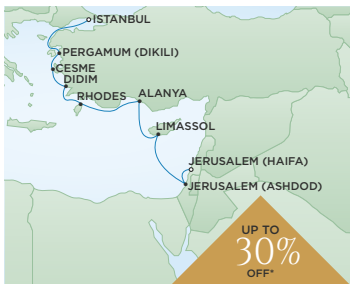 ISTANBUL
PERGAMUM (DIKILI)
CESME
DIDIM
RHODES
ALANYA
LIMASSOL
JERUSALEM (HAIFA)
JERUSALEM (ASHDOD)
UP TO
30%
OFF*